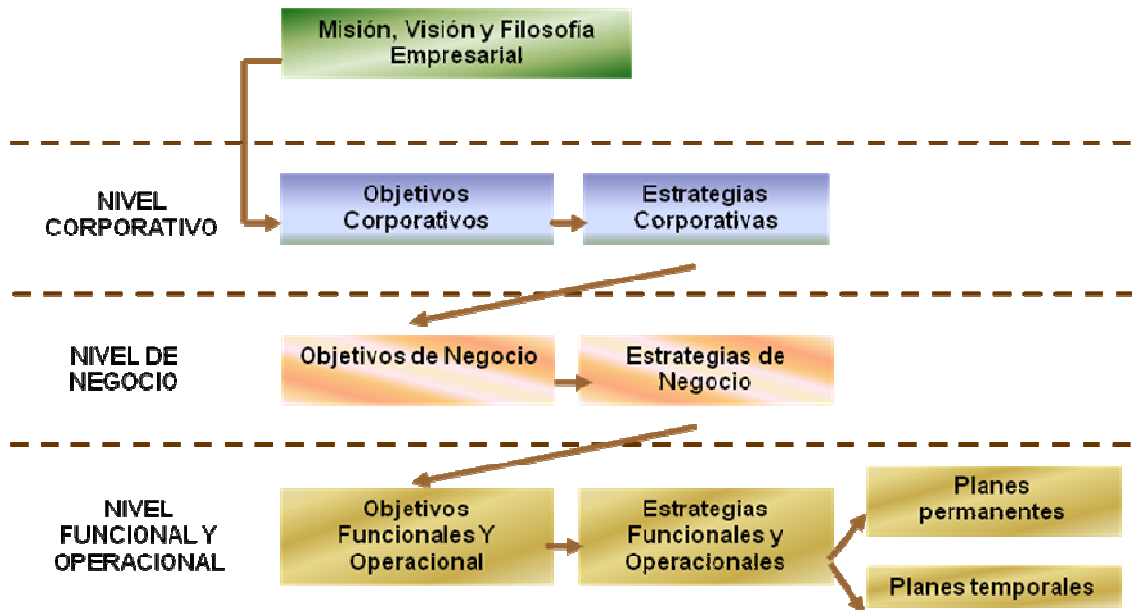 Misión, Visión y Filosofía
Empresarial
NIVEL
CORPORATIVO
Objetivos
Corporativos
Estrategias
Corporativas
NIVEL DE
NEGOCIO
Objetivos de Negocio
Estrategias de
Negocio
NIVEL
FUNCIONAL Y
OPERACIONAL
Objetivos
Funcionales Y
Operacional
Estrategias
Funcionales y
Operacionales
Planes
permanentes
Planes temporales